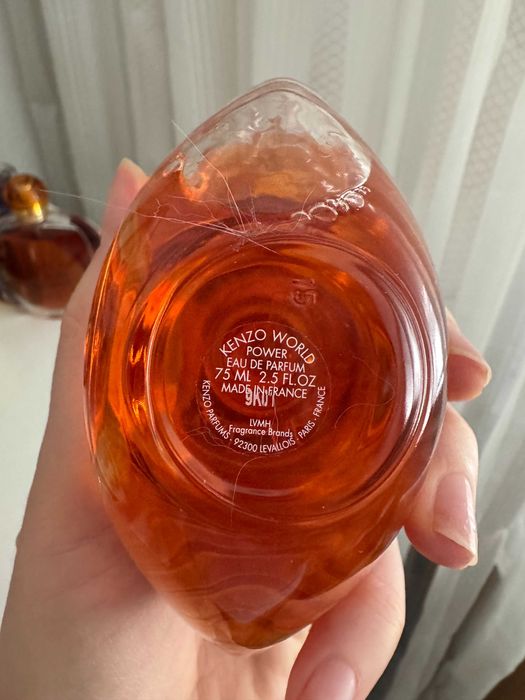 KENZO WORLD
POWER
EAU DE PARFUM
75 ML 2.5 FL.OZ
MADE IN FRANCE
LVMH
Fragrance Brands
KENZO PARFUMS · 92300 LEVALLOIS · PARIS · FRANCE